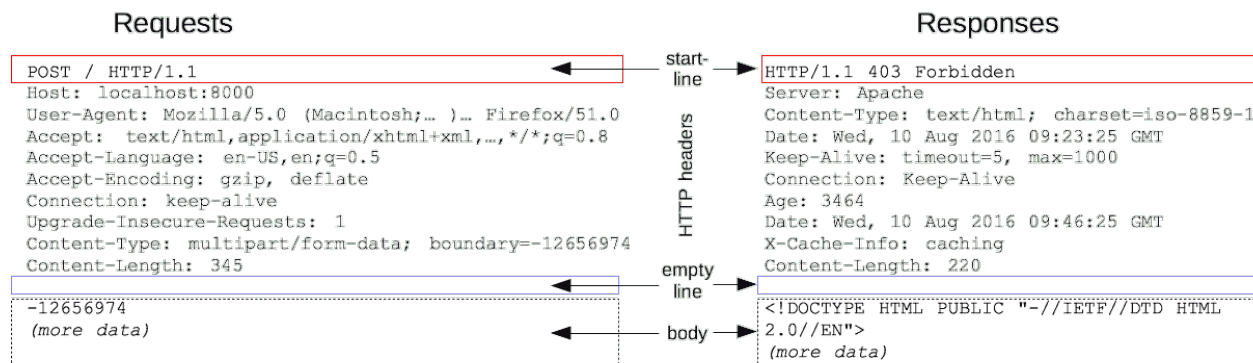 Requests
POST / HTTP/1.1
Host: localhost:8000
User-Agent: Mozilla/5.0 (Macintosh;… )… Firefox/51.0
Accept: text/html,application/xhtml+xml,…,*/*;q=0.8
Accept-Language: en-US,en;q=0.5
Accept-Encoding: gzip, deflate
Connection: keep-alive
Upgrade-Insecure-Requests: 1
Content-Type: multipart/form-data; boundary=-12656974
Content-Length: 345
-12656974
(more data)
start-
line
HTTP headers
empty
line
body
Responses
HTTP/1.1 403 Forbidden
Server: Apache
Content-Type: text/html; charset=iso-8859-1
Date: Wed, 10 Aug 2016 09:23:25 GMT
Keep-Alive: timeout=5, max=1000
Connection: Keep-Alive
Age: 3464
Date: Wed, 10 Aug 2016 09:46:25 GMT
X-Cache-Info: caching
Content-Length: 220
<!DOCTYPE HTML PUBLIC "-//IETF//DTD HTML
2.0//EN">
(more data)